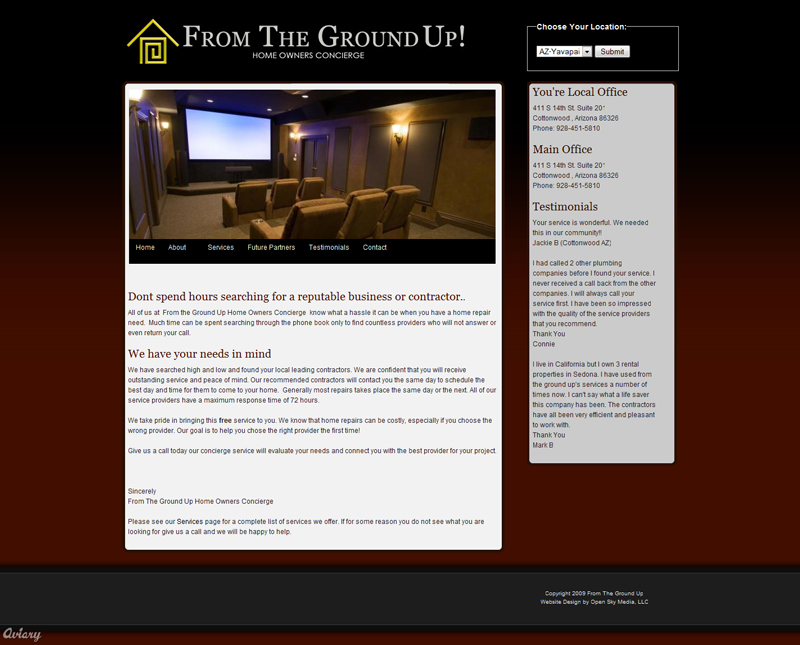 FROM THE GROUND UP!
HOME OWNERS CONCIERGE
Choose Your Location:
AZ-Yavapai
Submit
Home About Services Future Partners Testimonials Contact
Dont spend hours searching for a reputable business or contractor..
All of us at From the Ground Up Home Owners Concierge know what a hassle it can be when you have a home repair
need. Much time can be spent searching through the phone book only to find countless providers who will not answer or
even return your call.
We have your needs in mind
We have searched high and low and found your local leading contractors. We are confident that you will receive
outstanding service and peace of mind. Our recommended contractors will contact you the same day to schedule the
best day and time for them to come to your home. Generally most repairs takes place the same day or the next. All of our
service providers have a maximum response time of 72 hours.
We take pride in bringing this free service to you. We know that home repairs can be costly, especially if you choose the
wrong provider. Our goal is to help you chose the right provider the first time!
Give us a call today our concierge service will evaluate your needs and connect you with the best provider for your project.
Sincerely
From The Ground Up Home Owners Concierge
Please see our Services page for a complete list of services we offer. If for some reason you do not see what you are
looking for give us a call and we will be happy to help.
You're Local Office
411 S 14th St. Suite 20"
Cottonwood , Arizona 86326
Phone: 928-451-5810
Main Office
411 S 14th St. Suite 20"
Cottonwood , Arizona 86326
Phone: 928-451-5810
Testimonials
Your service is wonderful. We needed
this in our community!!
Jackie B (Cottonwood AZ)
I had called 2 other plumbing
companies before I found your service. I
never received a call back from the other
companies. I will always call your
service first. I have been so impressed
with the quality of the service providers
that you recommend.
Thank You
Connie
I live in California but I own 3 rental
properties in Sedona. I have used from
the ground up's services a number of
times now. I can't say what a life saver
this company has been. The contractors
have all been very efficient and pleasant
to work with.
Thank You
Mark B
Copyright 2009 From The Ground Up
Website Design by Open Sky Media, LLC
Aviary